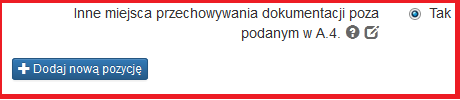 Inne miejsca przechowywania dokumentacji poza Tak
podanym w A.4.
Dodaj nową pozycję